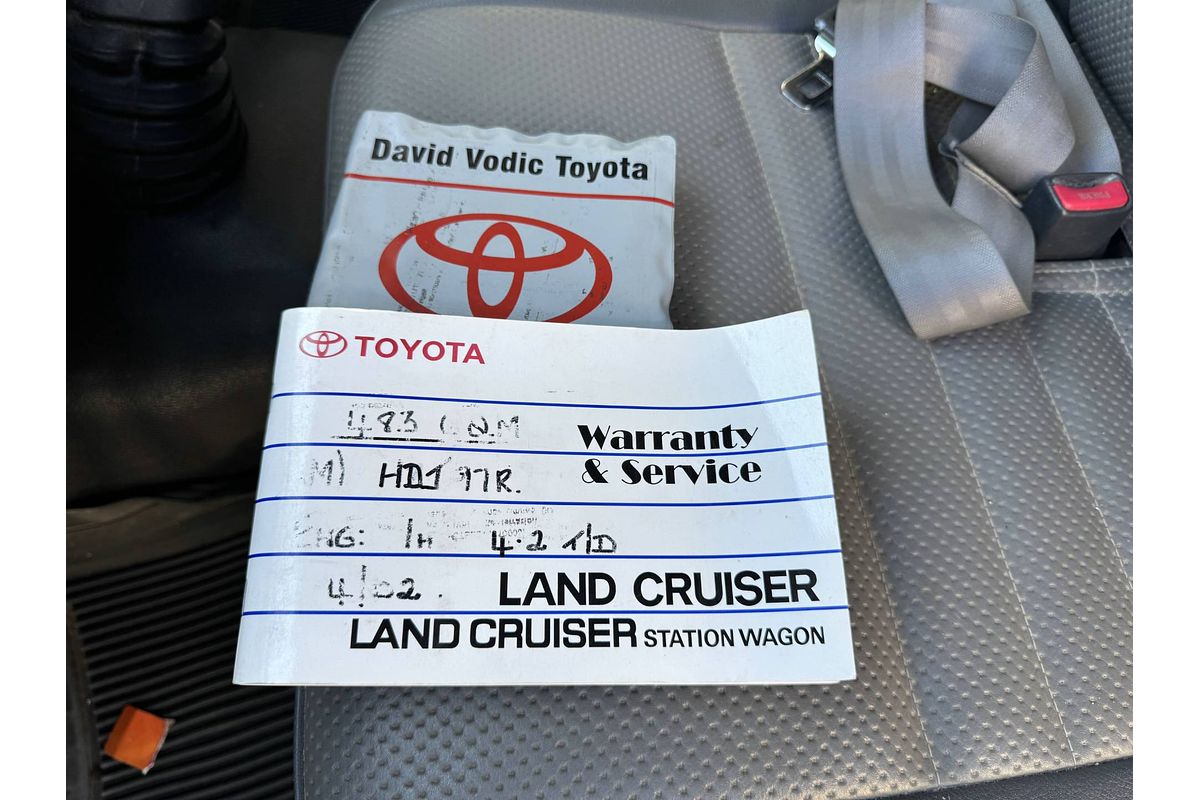 David Vodic Toyota
TOYOTA
Warranty
& Service
HDJ
ENG: 1H 4.2 T/D
4/02.
LAND CRUISER
LAND CRUISER STATION WAGON